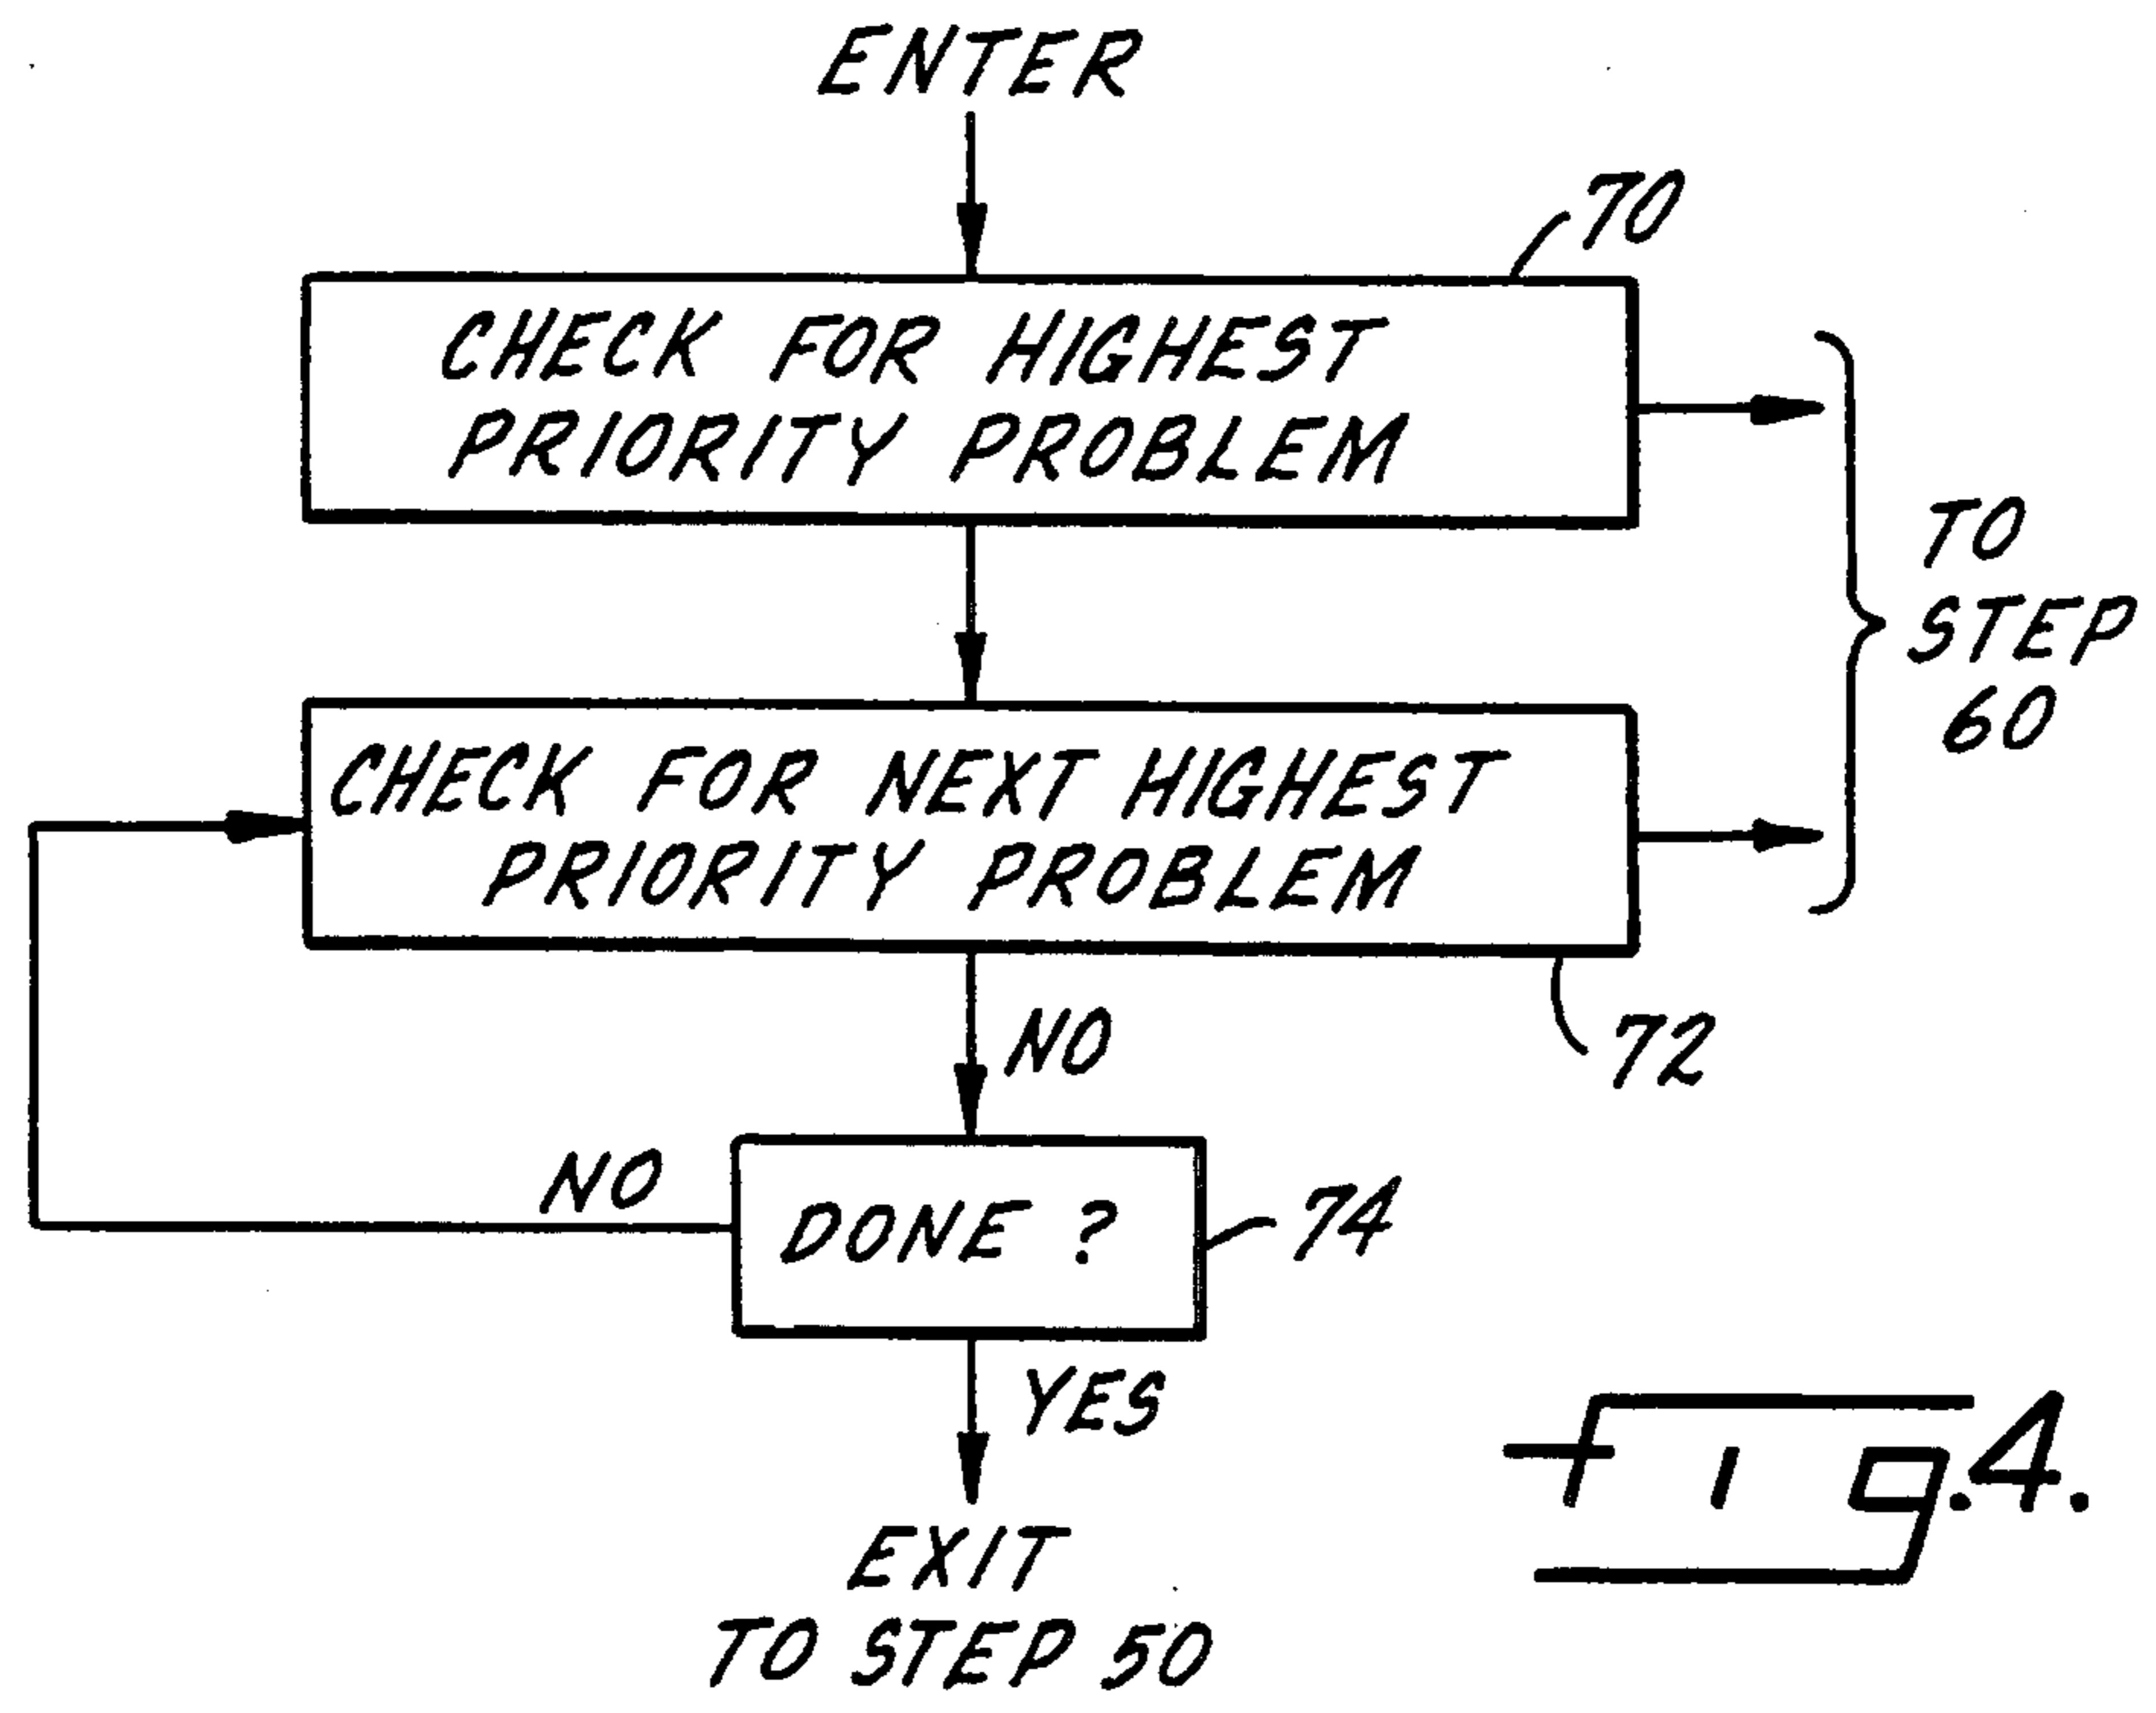 ENTER
70
CHECK FOR HIGHEST
PRIORITY PROBLEM
TO
STEP
60
CHECK FOR NEXT HIGHEST
PRIORITY PROBLEM
72
NO
NO
DONE ?
74
YES
EXIT
TO STEP 50
Fig. 4.